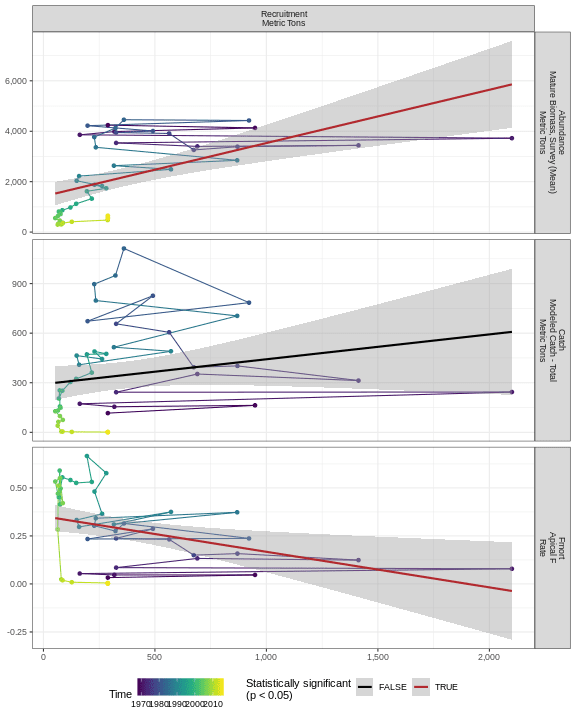 Recruitment
Metric Tons
6,000
4,000
2,000
0
Abundance
Mature Biomass, Survey (Mean)
Metric Tons
900
600
300
0
Catch
Modeled Catch - Total
Metric Tons
0.50
0.25
0.00
-0.25
Fmort
Apical F
Rate
0 500 1,000 1,500 2,000
Time
1970 1980 1990 2000 2010
Statistically significant
(p < 0.05)
FALSE TRUE